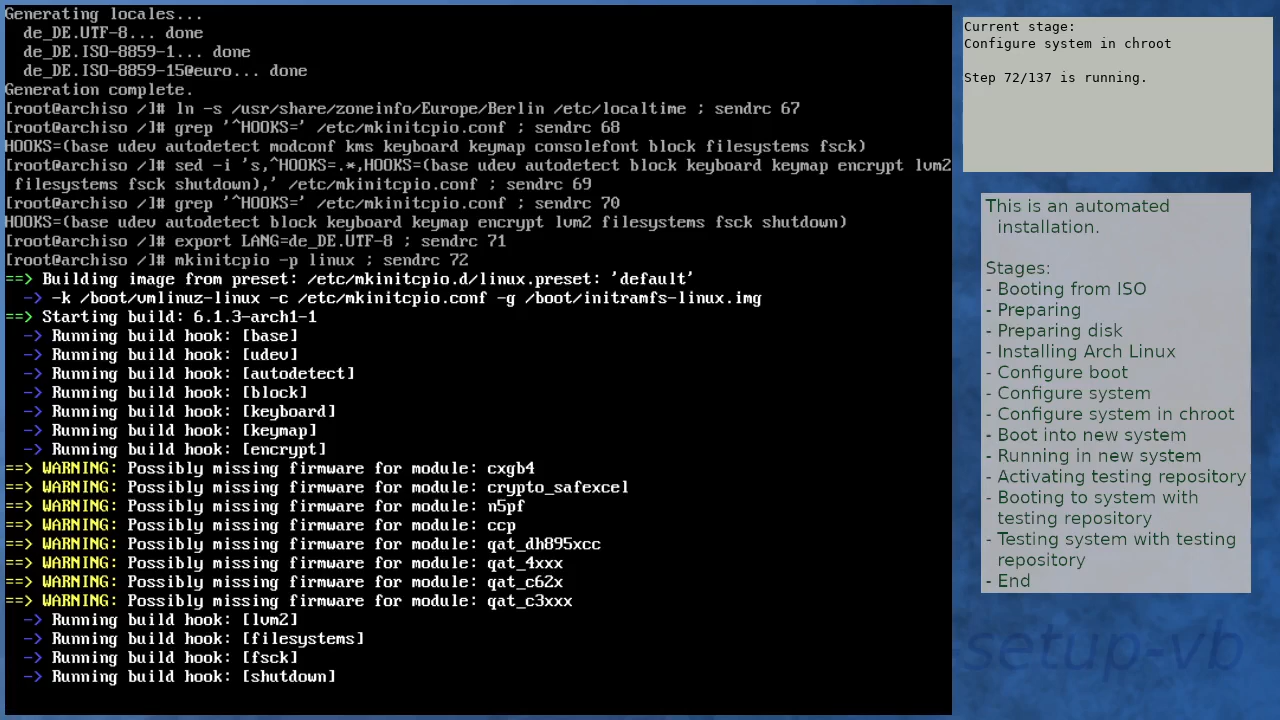 Generating locales...
  de_DE.UTF-8... done
  de_DE.ISO-8859-1... done
  de_DE.ISO-8859-15@euro... done
Generation complete.
[root@archiso /]# ln -s /usr/share/zoneinfo/Europe/Berlin /etc/localtime ; sendrc 67
[root@archiso /]# grep '^HOOKS=' /etc/mkinitcpio.conf ; sendrc 68
HOOKS=(base udev autodetect modconf kms keyboard keymap consolefont block filesystems fsck)
[root@archiso /]# sed -i 's,^HOOKS=.*,HOOKS=(base udev autodetect block keyboard keymap encrypt lvm2
 filesystems fsck shutdown),' /etc/mkinitcpio.conf ; sendrc 69
[root@archiso /]# grep '^HOOKS=' /etc/mkinitcpio.conf ; sendrc 70
HOOKS=(base udev autodetect block keyboard keymap encrypt lvm2 filesystems fsck shutdown)
[root@archiso /]# export LANG=de_DE.UTF-8 ; sendrc 71
[root@archiso /]# mkinitcpio -p linux ; sendrc 72
==> Building image from preset: /etc/mkinitcpio.d/linux.preset: 'default'
  -> -k /boot/vmlinuz-linux -c /etc/mkinitcpio.conf -g /boot/initramfs-linux.img
==> Starting build: 6.1.3-arch1-1
  -> Running build hook: [base]
  -> Running build hook: [udev]
  -> Running build hook: [autodetect]
  -> Running build hook: [block]
  -> Running build hook: [keyboard]
  -> Running build hook: [keymap]
  -> Running build hook: [encrypt]
==> WARNING: Possibly missing firmware for module: cxgb4
==> WARNING: Possibly missing firmware for module: crypto_safexcel
==> WARNING: Possibly missing firmware for module: n5pf
==> WARNING: Possibly missing firmware for module: ccp
==> WARNING: Possibly missing firmware for module: qat_dh895xcc
==> WARNING: Possibly missing firmware for module: qat_4xxx
==> WARNING: Possibly missing firmware for module: qat_c62x
==> WARNING: Possibly missing firmware for module: qat_c3xxx
  -> Running build hook: [lvm2]
  -> Running build hook: [filesystems]
  -> Running build hook: [fsck]
  -> Running build hook: [shutdown]
Current stage:
Configure system in chroot
Step 72/137 is running.
This is an automated
installation.
Stages:
- Booting from ISO
- Preparing
- Preparing disk
- Installing Arch Linux
- Configure boot
- Configure system
- Configure system in chroot
- Boot into new system
- Running in new system
- Activating testing repository
- Booting to system with
testing repository
- Testing system with testing
repository
- End
setup-vb